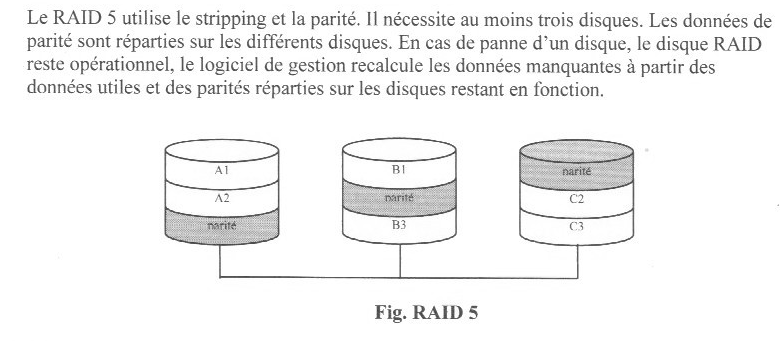 Le RAID 5 utilise le stripping et la parité. Il nécessite au moins trois disques. Les données de
parité sont réparties sur les différents disques. En cas de panne d'un disque, le disque RAID
reste opérationnel, le logiciel de gestion recalcule les données manquantes à partir des
données utiles et des parités réparties sur les disques restant en fonction.
A1 B1 parité
A2 parité C2
parité B3 C3
Fig. RAID 5